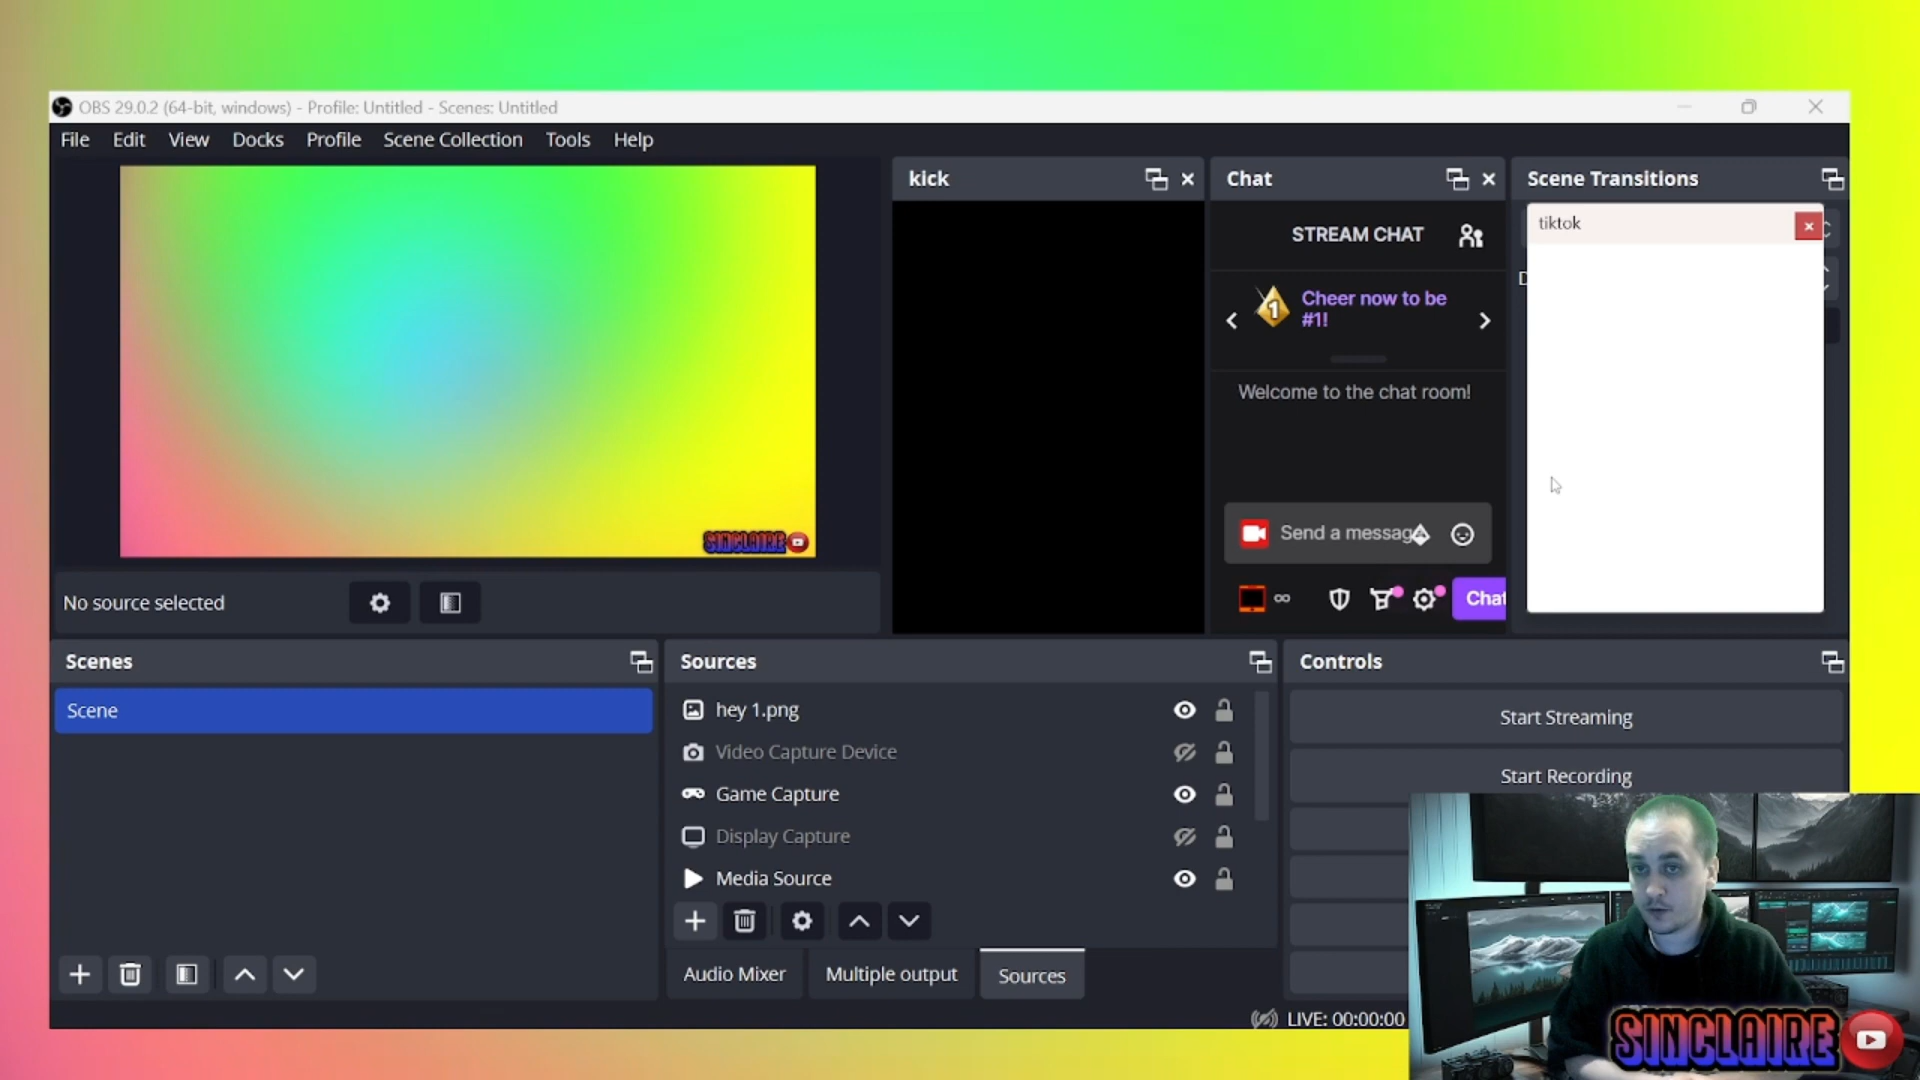 OBS 29.0.2 (64-bit, windows) - Profile: Untitled - Scenes: Untitled
File Edit View Docks Profile Scene Collection Tools Help
kick
Chat
Scene Transitions
tiktok
STREAM CHAT
D
1
Cheer now to be
#1!
Welcome to the chat room!
Send a messag
SINCLAIRE
No source selected
∞
Chat
Scenes
Sources
Controls
Scene
hey 1.png
Video Capture Device
Game Capture
Display Capture
Media Source
Start Streaming
Start Recording
Audio Mixer
Multiple output
Sources
LIVE: 00:00:00
SINCLAIRE